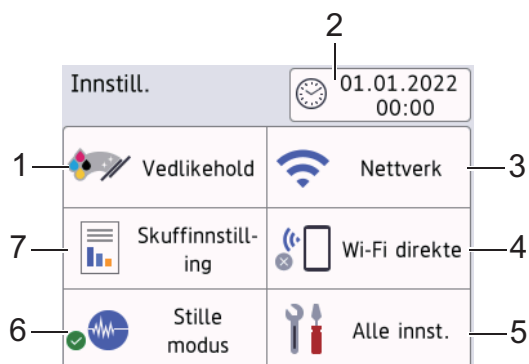 2
Innstill.
01.01.2022
00:00
1
Vedlikehold
Nettverk
3
7
Skuffinnstill-
ing
Wi-Fi direkte
4
6
Stille
modus
Alle innst.
5